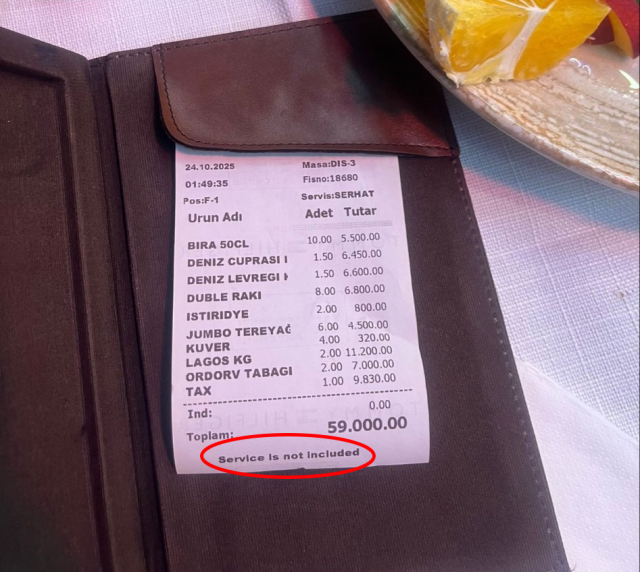 24.10.2025 Masa:DIS-3
01:49:35 Fisno:18680
Pos:F-1 Servis:SERHAT
Urun Adı Adet Tutar
BIRA 50CL 10.00 5.500.00
DENIZ CUPRASI 1.50 6.450.00
DENIZ LEVREGI 1.50 6.600.00
DUBLE RAKI 8.00 6.800.00
ISTIRIDYE 2.00 800.00
JUMBO TEREYAĞ 6.00 4.500.00
KUVER 4.00 320.00
LAGOS KG 2.00 11.200.00
ORDORV TABAGI 2.00 7.000.00
TAX 1.00 9.830.00
Ind: 0.00
Toplam: 59.000.00
Service is not included